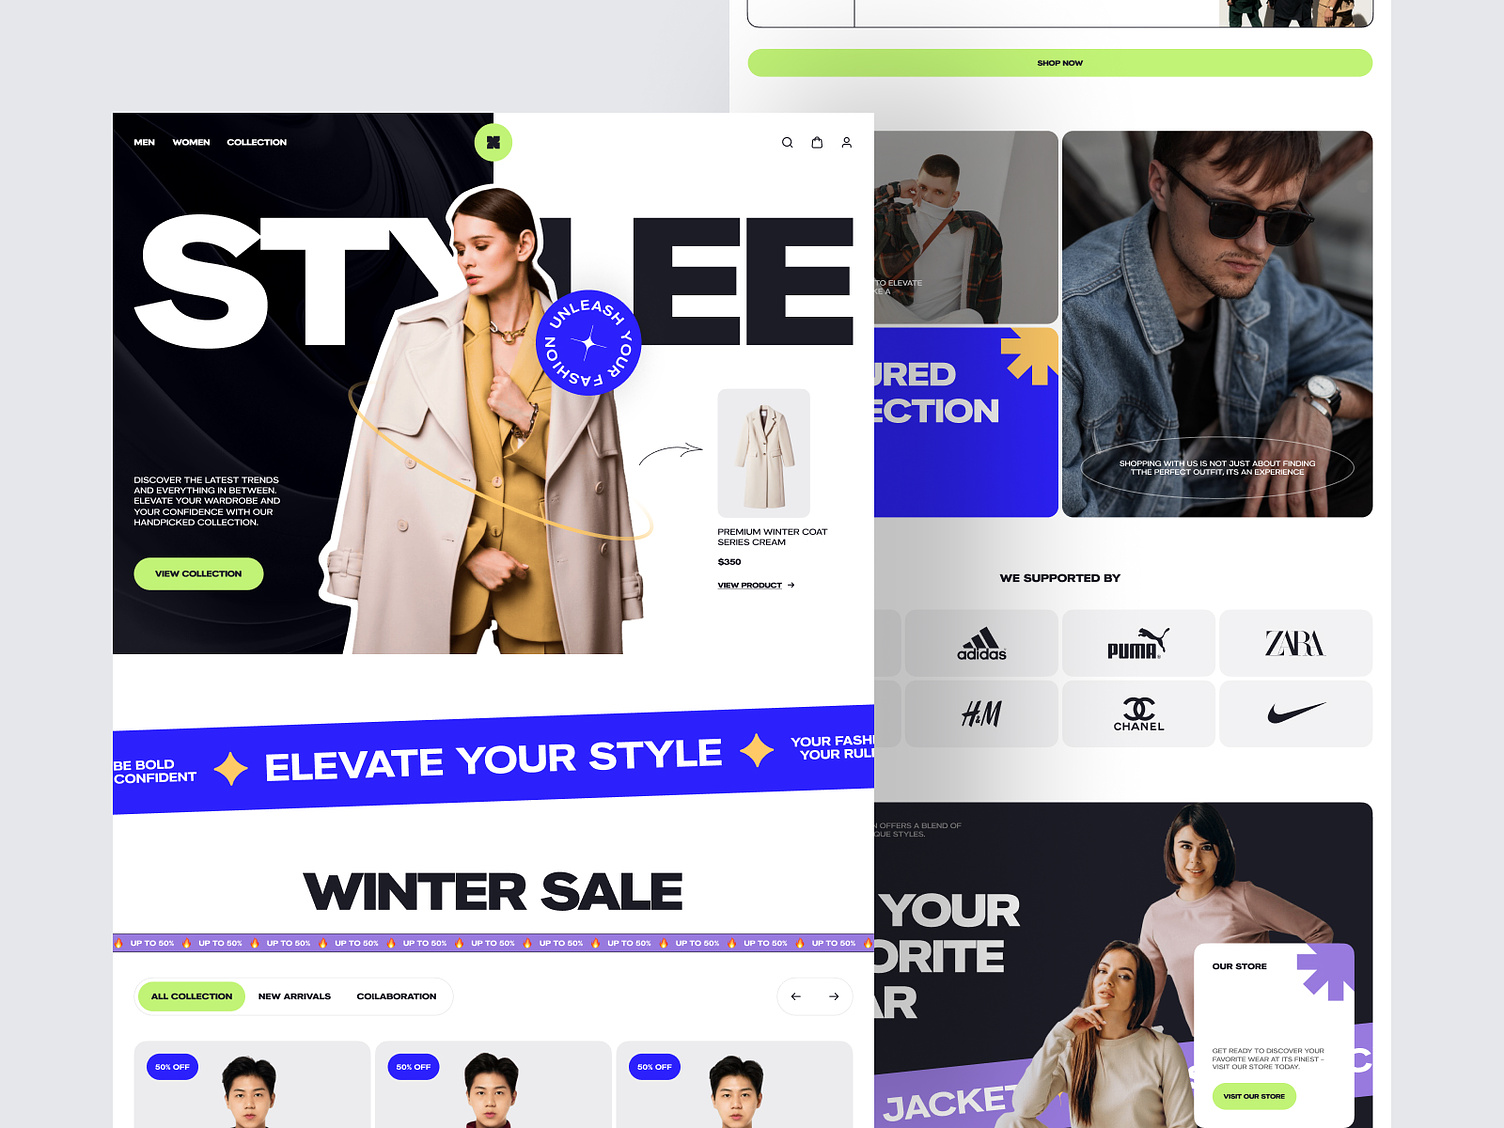 MEN WOMEN COLLECTION
STYLEE
UNLEASH YOUR FASHION
DISCOVER THE LATEST TRENDS
AND EVERYTHING IN BETWEEN.
ELEVATE YOUR WARDROBE AND
YOUR CONFIDENCE WITH OUR
HANDPICKED COLLECTION.
VIEW COLLECTION
PREMIUM WINTER COAT
SERIES CREAM
$350
VIEW PRODUCT
BE BOLD
CONFIDENT
ELEVATE YOUR STYLE
YOUR FASHI
YOUR RUL
WINTER SALE
UP TO 50% UP TO 50% UP TO 50% UP TO 50% UP TO 50% UP TO 50% UP TO 50% UP TO 50% UP TO 50% UP TO 50% UP TO 50%
ALL COLLECTION NEW ARRIVALS COILABORATION
50% OFF 50% OFF 50% OFF
SHOP NOW
TO ELEVATE
KE A
URED
ECTION
SHOPPING WITH US IS NOT JUST ABOUT FINDING
T'THE PERFECT OUTFIT, ITS AN EXPERIENCE
WE SUPPORTED BY
adidas PUMA ZARA
H&M CHANEL
N OFFERS A BLEND OF
QUE STYLES.
YOUR
ORITE
AR
JACKET
OUR STORE
GET READY TO DISCOVER YOUR
FAVORITE WEAR AT ITS FINEST -
VISIT OUR STORE TODAY.
VISIT OUR STORE